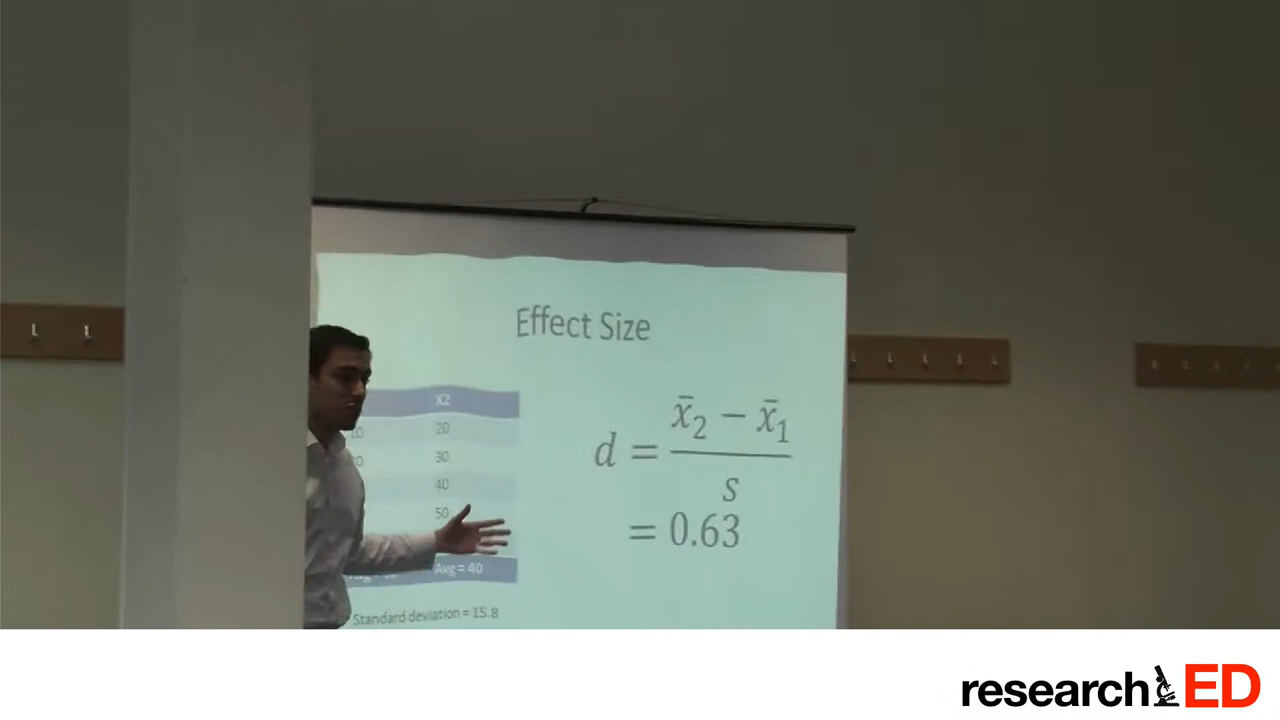 Effect Size
X2
20
30
40
50
Avg = 40
Standard deviation = 15.8
d = x̄₂ − x̄₁
s
= 0.63
researchED